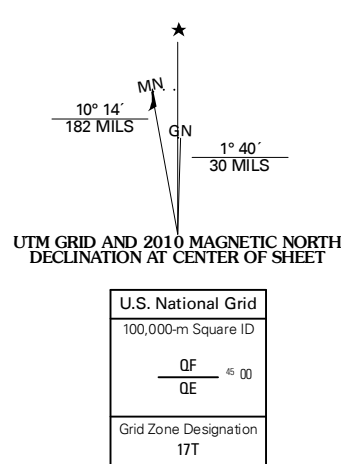 ★
MN
10° 14´
182 MILS
GN
1° 40´
30 MILS
UTM GRID AND 2010 MAGNETIC NORTH
DECLINATION AT CENTER OF SHEET
U.S. National Grid
100,000-m Square ID
QF
45 00
QE
Grid Zone Designation
17T